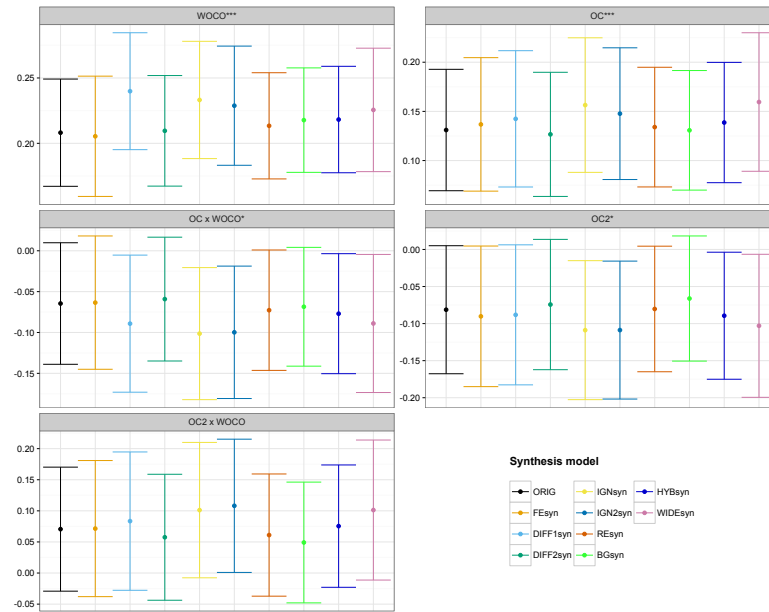 WOCO***
0.25
0.20
OC***
0.20
0.15
0.10
OC x WOCO*
0.00
-0.05
-0.10
-0.15
OC2*
0.00
-0.05
-0.10
-0.15
-0.20
OC2 x WOCO
0.20
0.15
0.10
0.05
0.00
-0.05
Synthesis model
ORIG
FEsyn
DIFF1syn
DIFF2syn
IGNsyn
IGN2syn
REsyn
BGsyn
HYBsyn
WIDEsyn